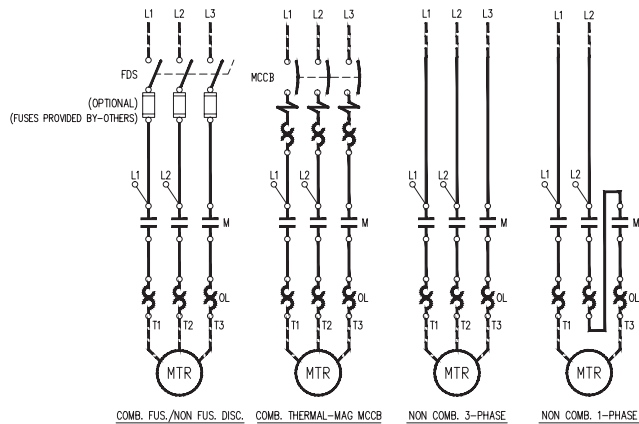 L1 L2 L3 L1 L2 L3 L1 L2 L3 L1 L2
FDS MCCB
(OPTIONAL)
(FUSES PROVIDED BY-OTHERS)
L1 L2 L1 L2 L1 L2 L1 L2
M M M M
OL OL OL OL
T1 T2 T3 T1 T2 T3 T1 T2 T3 T1 T2 T3
MTR MTR MTR MTR
COMB. FUS./NON FUS. DISC. COMB. THERMAL-MAG MCCB NON COMB. 3-PHASE NON COMB. 1-PHASE